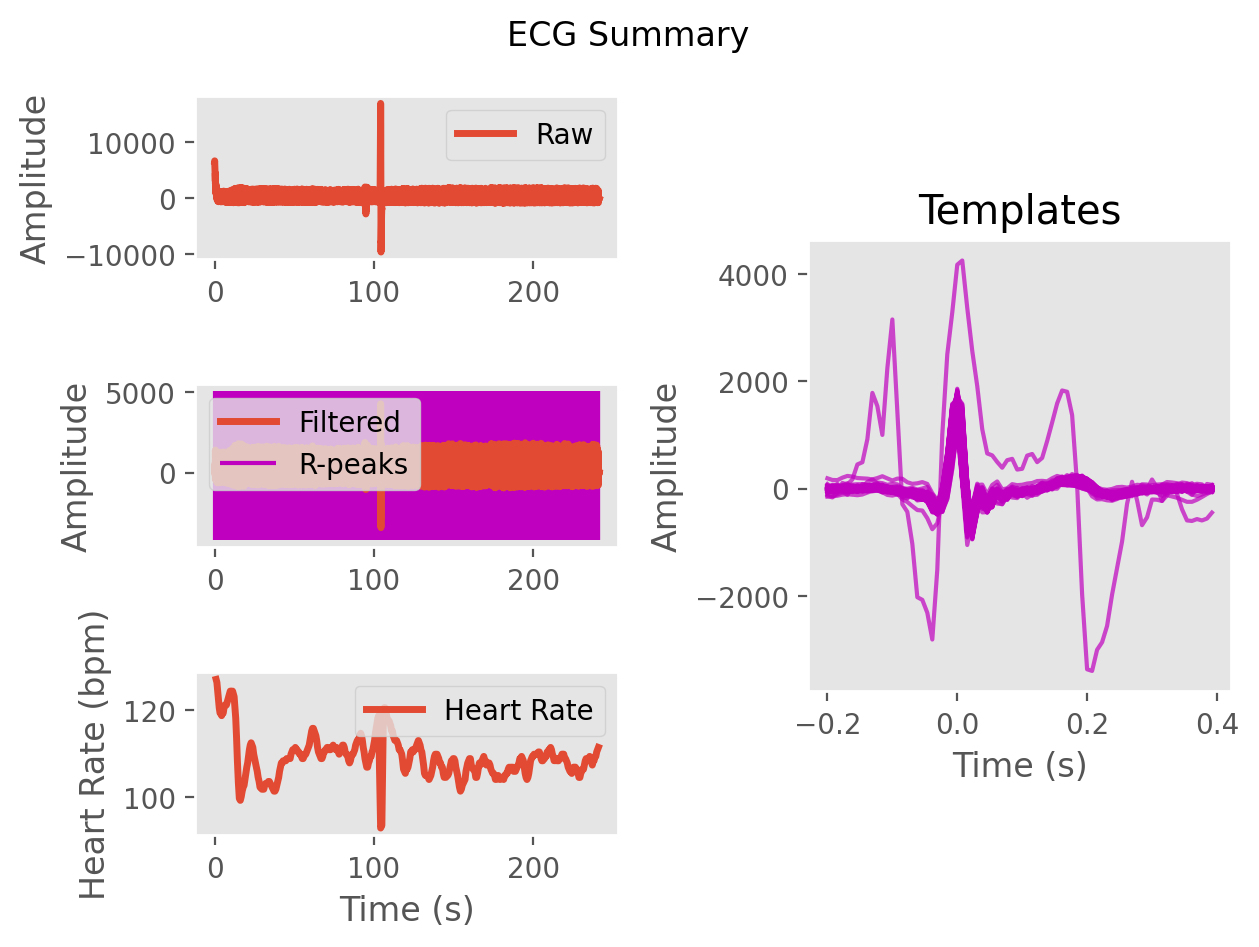 ECG Summary
Amplitude
10000
0
−10000
Raw
0
100
200
Amplitude
5000
0
Filtered
R-peaks
0
100
200
Heart Rate (bpm)
120
100
Heart Rate
0
100
200
Time (s)
Templates
Amplitude
4000
2000
0
−2000
−0.2
0.0
0.2
0.4
Time (s)